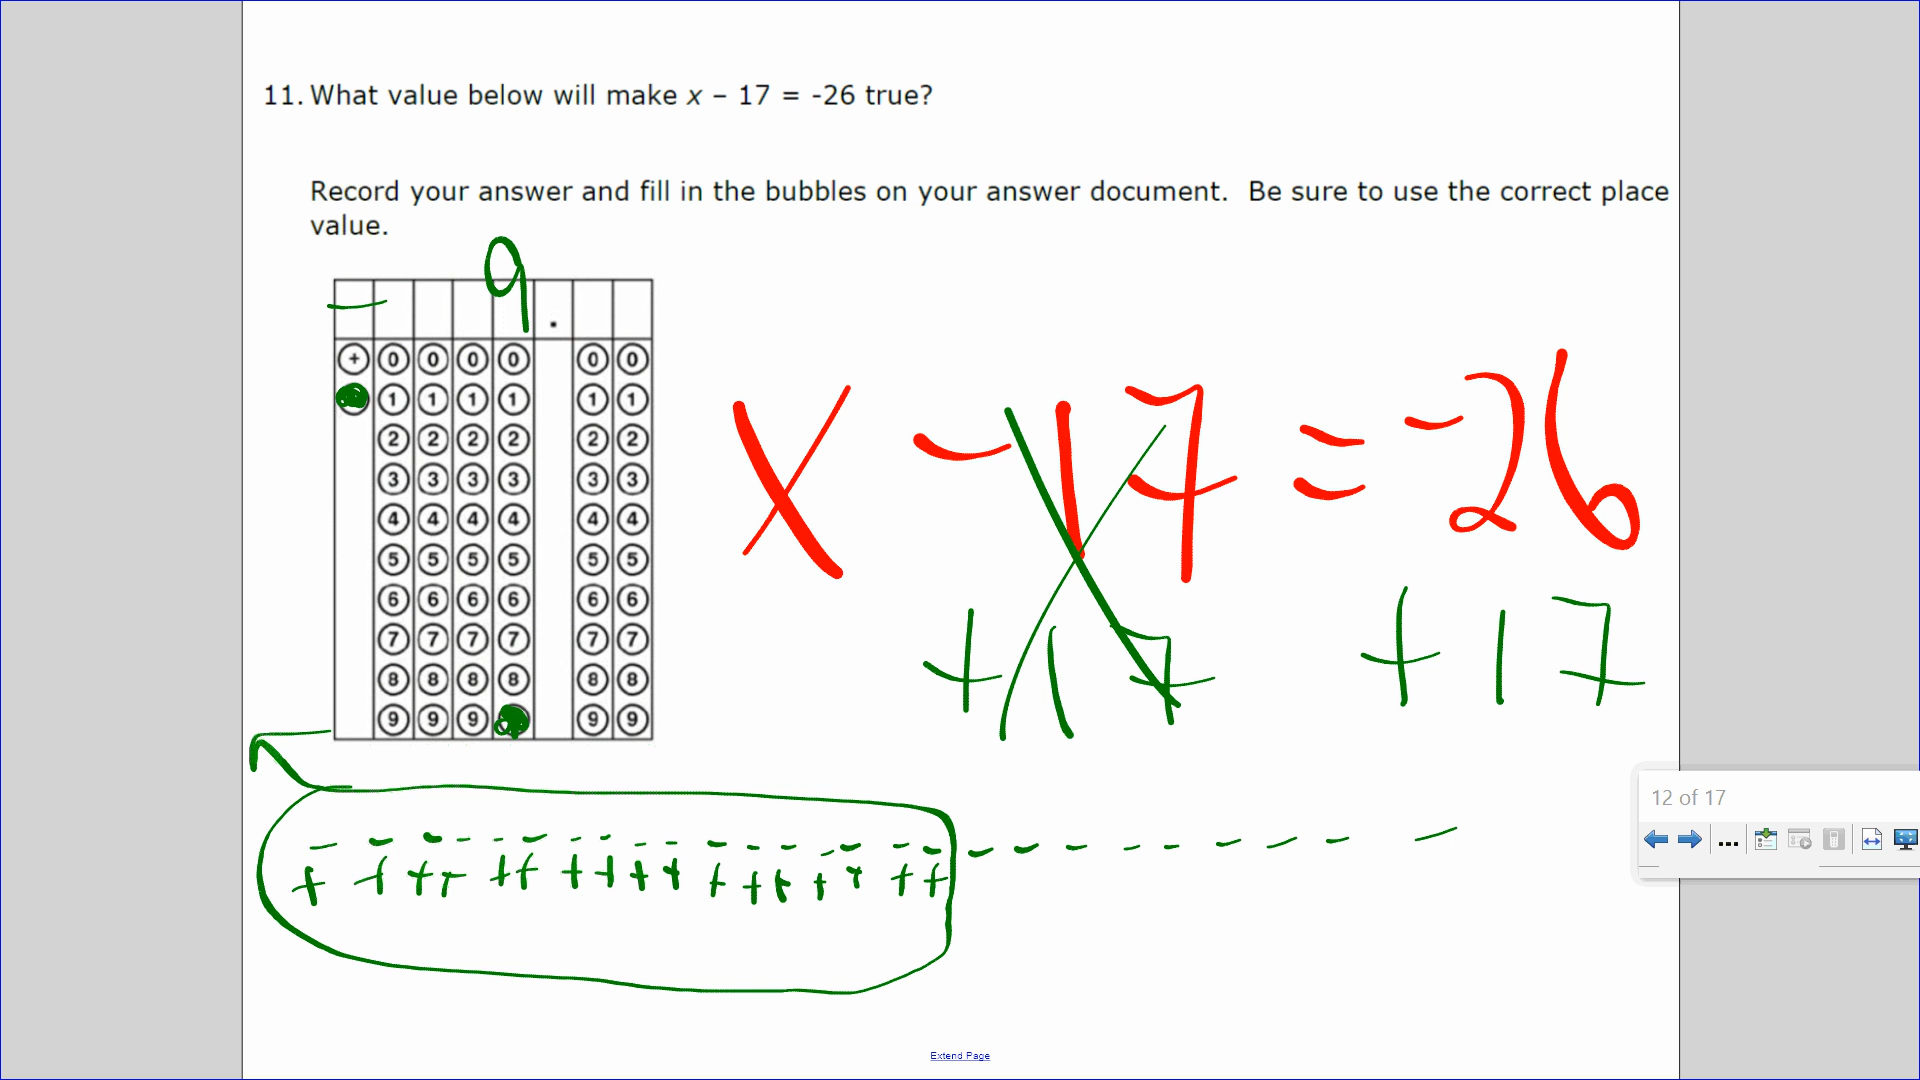 11. What value below will make x – 17 = -26 true?
Record your answer and fill in the bubbles on your answer document. Be sure to use the correct place
value.
– 9 .
+ 0 0 0 0 0 0
1 1 1 1 1 1
2 2 2 2 2 2
3 3 3 3 3 3
4 4 4 4 4 4
5 5 5 5 5 5
6 6 6 6 6 6
7 7 7 7 7 7
8 8 8 8 8 8
9 9 9 9 9
x - 17 = -26
+17 +17
12 of 17
- - - - - - - - - - - - - - - - - - - - - - - - - -
+ + + + + + + + + + + + + + + + +
Extend Page